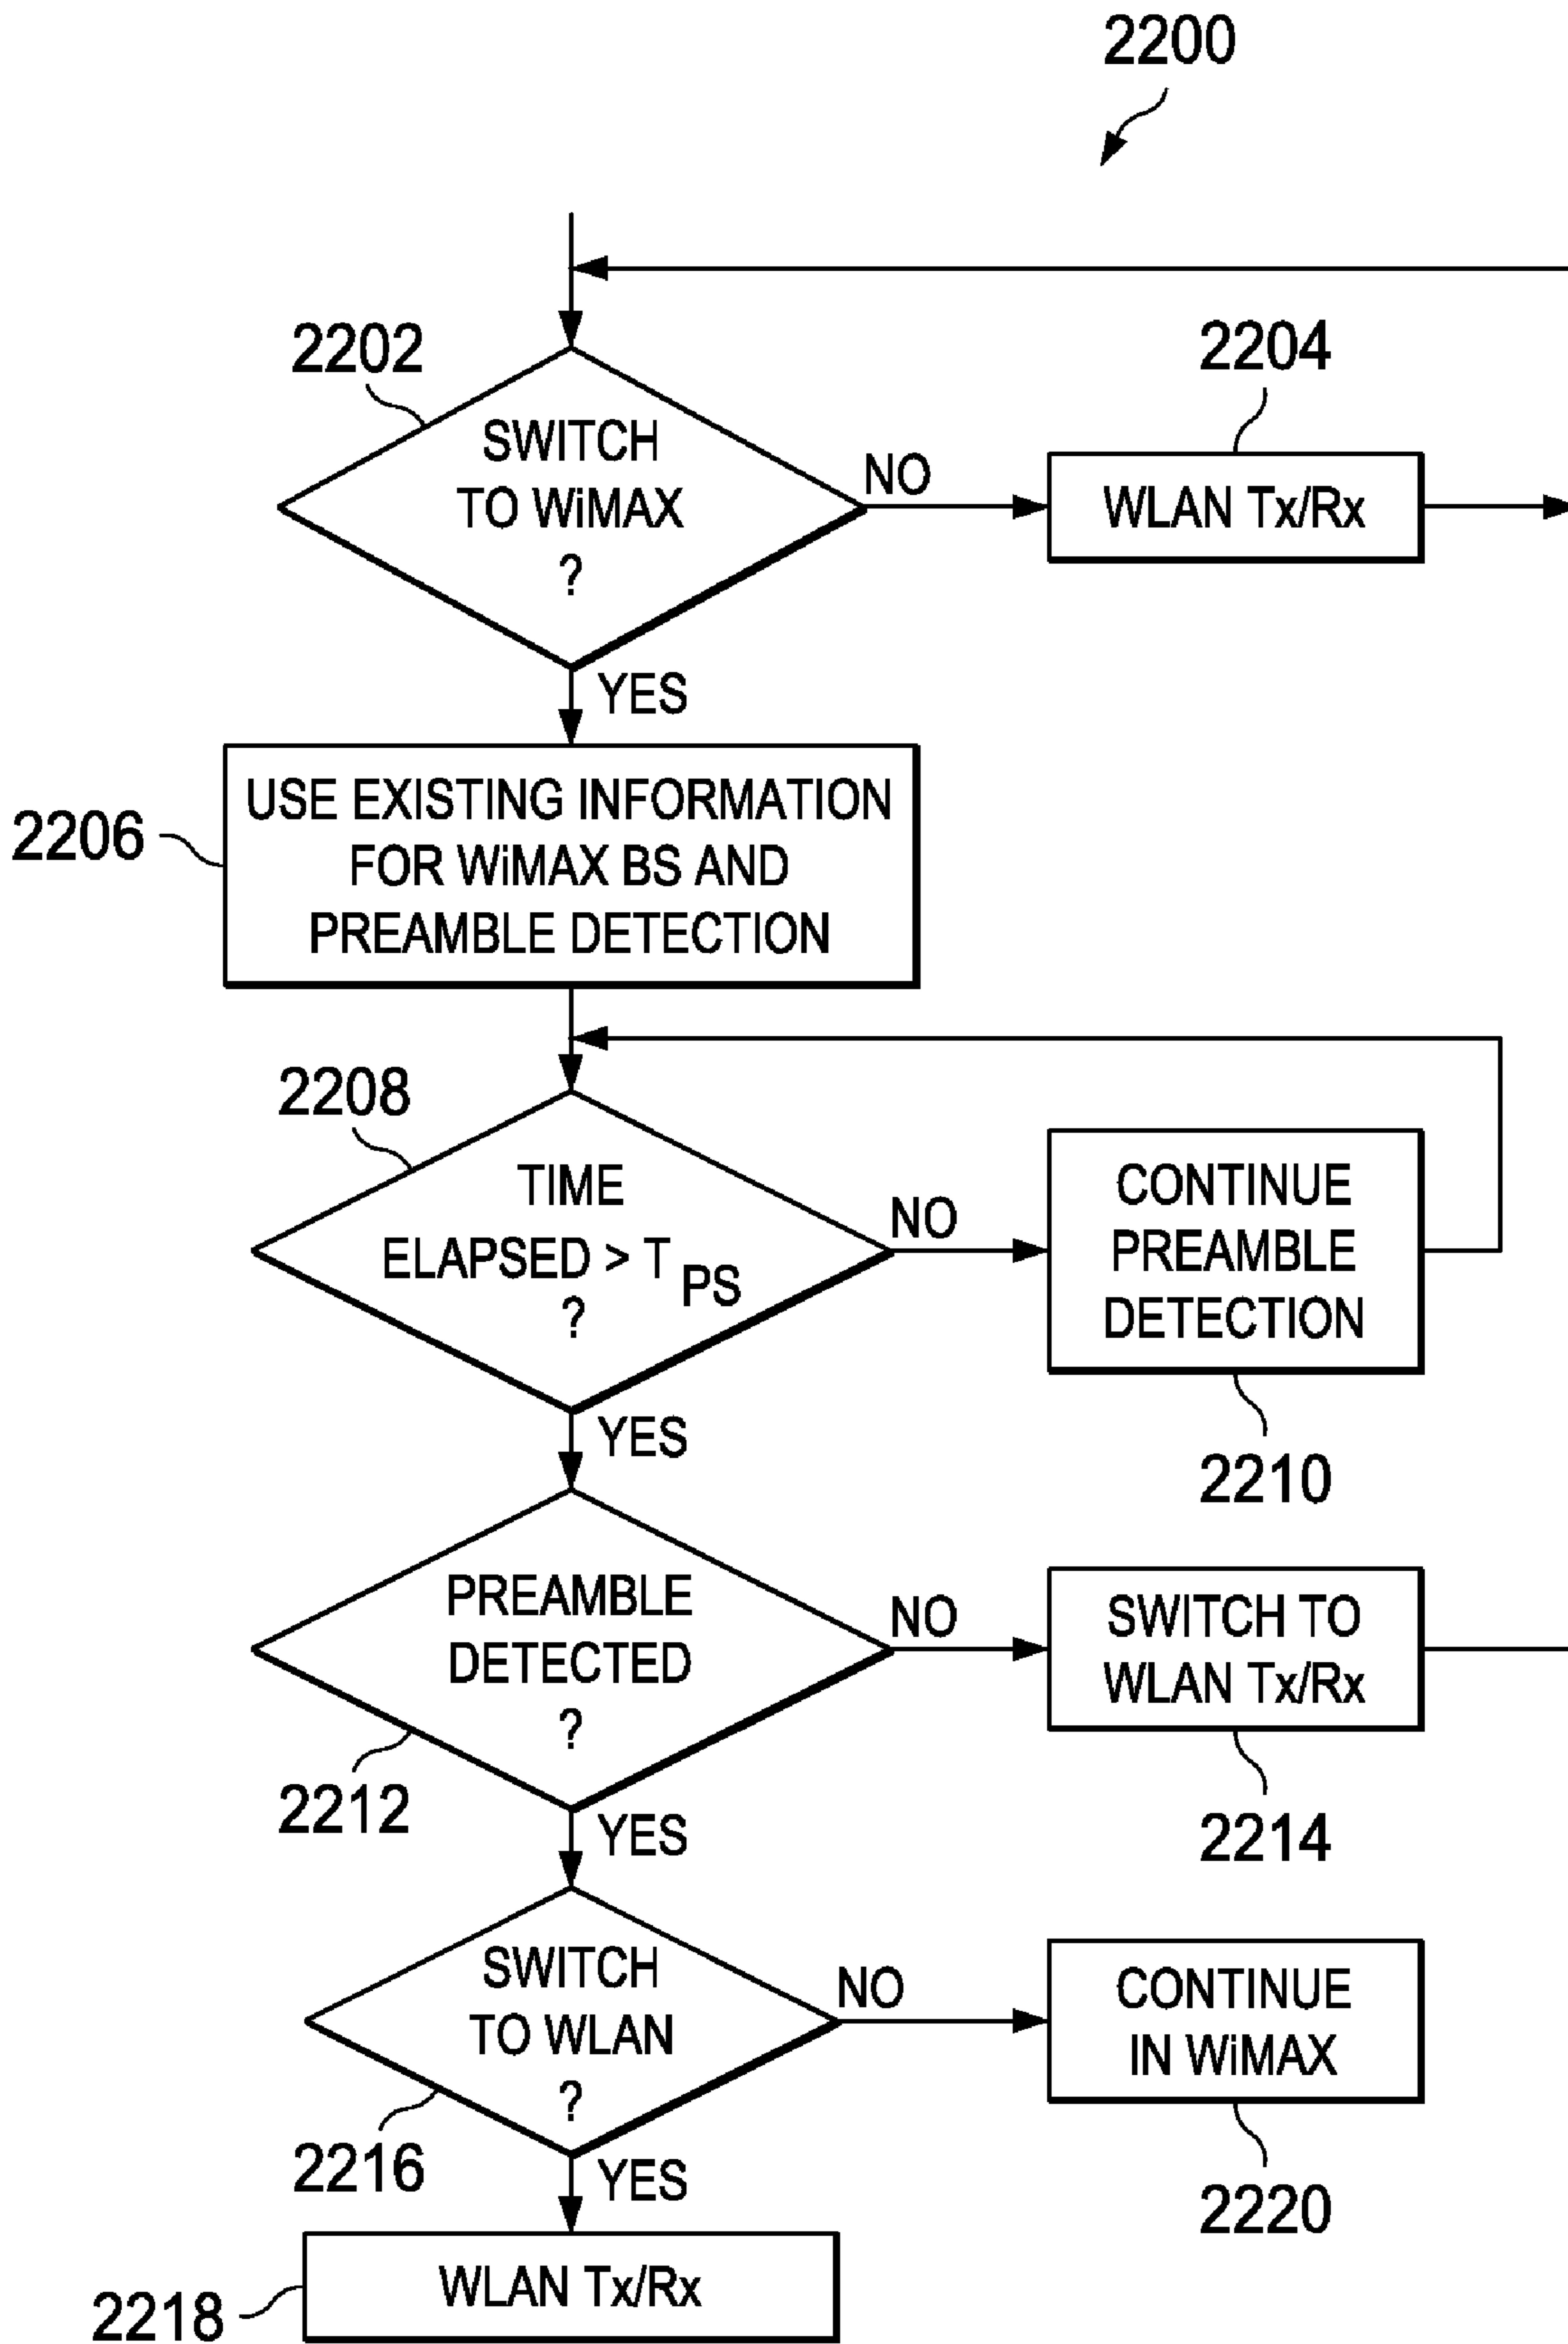 2200
2202
SWITCH
TO WiMAX
?
NO
2204
WLAN Tx/Rx
YES
2206
USE EXISTING INFORMATION
FOR WiMAX BS AND
PREAMBLE DETECTION
2208
TIME
ELAPSED > T PS
?
NO
CONTINUE
PREAMBLE
DETECTION
2210
YES
PREAMBLE
DETECTED
?
2212
NO
SWITCH TO
WLAN Tx/Rx
2214
YES
SWITCH
TO WLAN
?
2216
NO
CONTINUE
IN WiMAX
2220
YES
WLAN Tx/Rx
2218